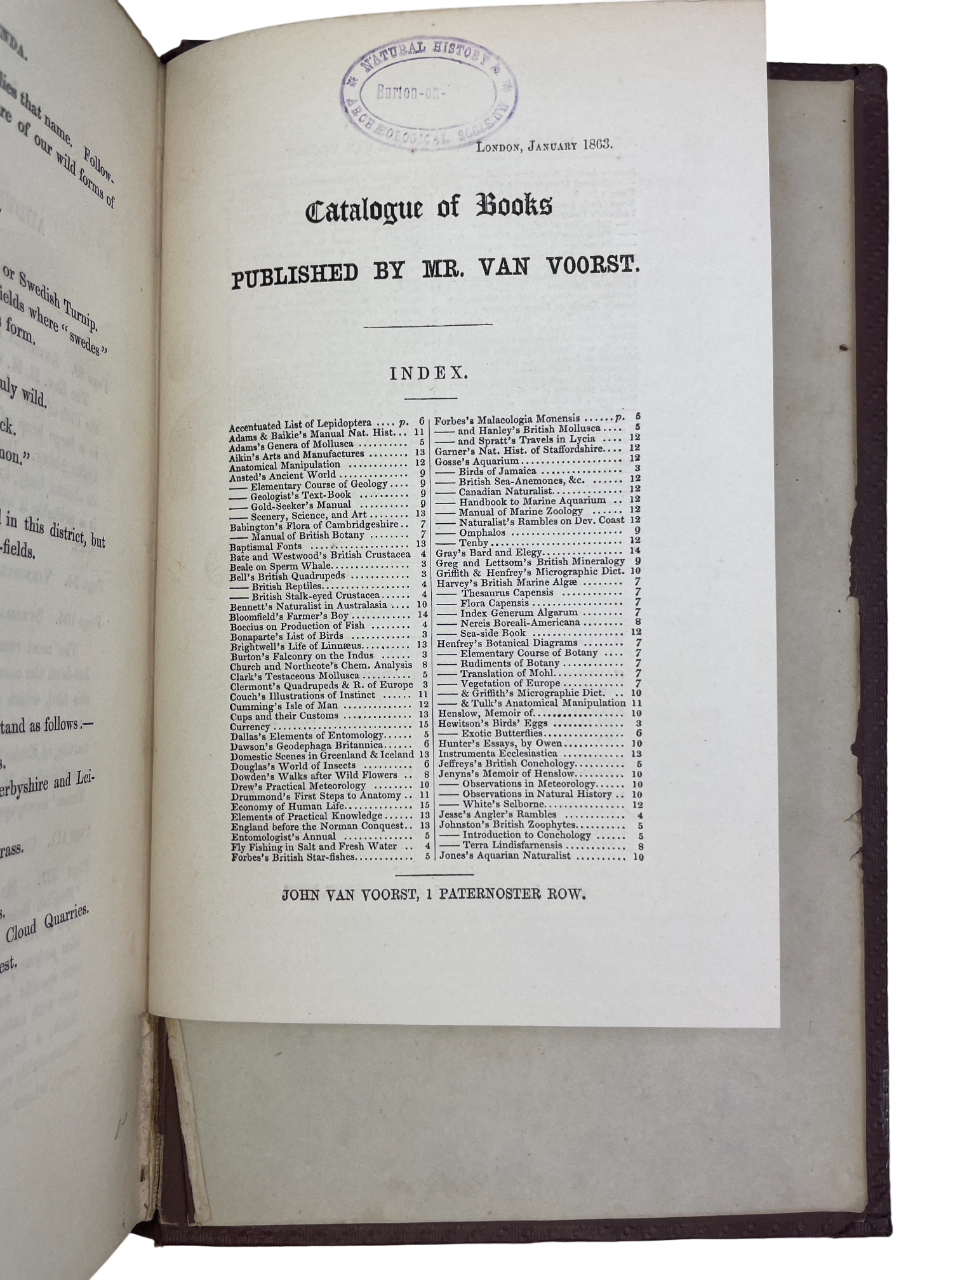 NDA.
lies that name. Follow-
re of our wild forms of
or Swedish Turnip.
ields where “swedes”
form.
uly wild.
ck.
non.”
l in this district, but
-fields.
tand as follows :—
s.
erbyshire and Lei-
rass.
s.
Cloud Quarries.
est.
NATURAL HISTORY &
Burton-on-
ARCHÆOLOGICAL SOCIETY
London, January 1863.
Catalogue of Books
PUBLISHED BY MR. VAN VOORST.
INDEX.
Accentuated List of Lepidoptera .... p. 6
Adams & Baikie's Manual Nat. Hist... 11
Adams's Genera of Mollusca ......... 5
Aikin's Arts and Manufactures ........ 13
Anatomical Manipulation ............ 12
Ansted's Ancient World .............. 9
—— Elementary Course of Geology .... 9
—— Geologist's Text-Book .......... 9
—— Gold-Seeker's Manual .......... 9
—— Scenery, Science, and Art ........ 13
Babington's Flora of Cambridgeshire .. 7
—— Manual of British Botany ........ 7
Baptismal Fonts .................. 13
Bate and Westwood's British Crustacea 4
Beale on Sperm Whale................ 3
Bell's British Quadrupeds ............ 3
—— British Reptiles................ 4
—— British Stalk-eyed Crustacea...... 4
Bennett's Naturalist in Australasia .... 10
Bloomfield's Farmer's Boy ............ 14
Boccius on Production of Fish ........ 4
Bonaparte's List of Birds ............ 3
Brightwell's Life of Linnæus.......... 13
Burton's Falconry on the Indus ...... 3
Church and Northcote's Chem. Analysis 8
Clark's Testaceous Mollusca .......... 5
Clermont's Quadrupeds & R. of Europe 3
Couch's Illustrations of Instinct ...... 11
Cumming's Isle of Man .............. 12
Cups and their Customs .............. 13
Currency ........................ 15
Dallas's Elements of Entomology...... 5
Dawson's Geodephaga Britannica...... 6
Domestic Scenes in Greenland & Iceland 13
Douglas's World of Insects .......... 6
Dowden's Walks after Wild Flowers .. 8
Drew's Practical Meteorology ........ 10
Drummond's First Steps to Anatomy .. 11
Economy of Human Life.............. 15
Elements of Practical Knowledge...... 13
England before the Norman Conquest.. 13
Entomologist's Annual .............. 5
Fly Fishing in Salt and Fresh Water .. 4
Forbes's British Star-fishes............ 5
Forbes's Malacologia Monensis ......p. 5
—— and Hanley's British Mollusca .... 5
—— and Spratt's Travels in Lycia .... 12
Garner's Nat. Hist. of Staffordshire.... 12
Gosse's Aquarium.................... 12
—— Birds of Jamaica .............. 3
—— British Sea-Anemones, &c. ...... 12
—— Canadian Naturalist............ 12
—— Handbook to Marine Aquarium .. 12
—— Manual of Marine Zoology ...... 12
—— Naturalist's Rambles on Dev. Coast 12
—— Omphalos .................... 9
—— Tenby........................ 12
Gray's Bard and Elegy................ 14
Greg and Lettsom's British Mineralogy 9
Griffith & Henfrey's Micrographic Dict. 10
Harvey's British Marine Algæ ........ 7
—— Thesaurus Capensis ............ 7
—— Flora Capensis ................ 7
—— Index Generum Algarum ........ 7
—— Nereis Boreali-Americana ........ 8
—— Sea-side Book ................ 12
Henfrey's Botanical Diagrams ........ 7
—— Elementary Course of Botany .... 7
—— Rudiments of Botany ............ 7
—— Translation of Mohl............ 7
—— Vegetation of Europe .......... 7
—— & Griffith's Micrographic Dict. .. 10
—— & Tulk's Anatomical Manipulation 11
Henslow, Memoir of.................. 10
Hewitson's Birds' Eggs .............. 3
—— Exotic Butterflies.............. 6
Hunter's Essays, by Owen............ 10
Instrumenta Ecclesiastica ............ 13
Jeffreys's British Conchology.......... 5
Jenyns's Memoir of Henslow.......... 10
—— Observations in Meteorology...... 10
—— Observations in Natural History .. 10
—— White's Selborne.............. 12
Jesse's Angler's Rambles ............ 4
Johnston's British Zoophytes.......... 5
—— Introduction to Conchology ...... 5
—— Terra Lindisfarnensis .......... 8
Jones's Aquarian Naturalist .......... 10
JOHN VAN VOORST, 1 PATERNOSTER ROW.